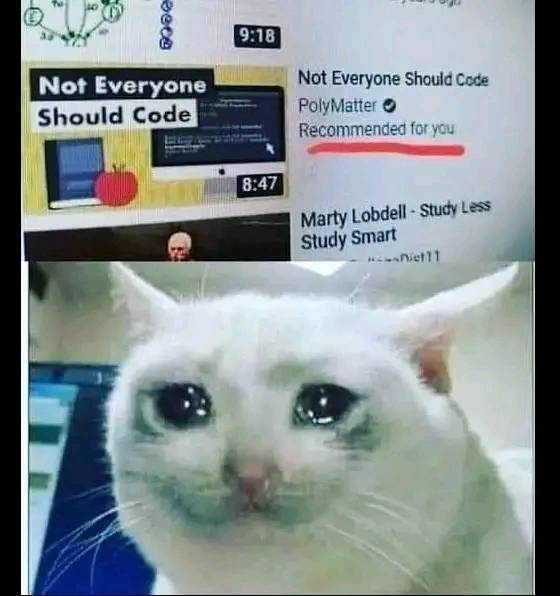 9:18
Not Everyone
Should Code
8:47
Not Everyone Should Code
PolyMatter
Recommended for you
Marty Lobdell - Study Less
Study Smart